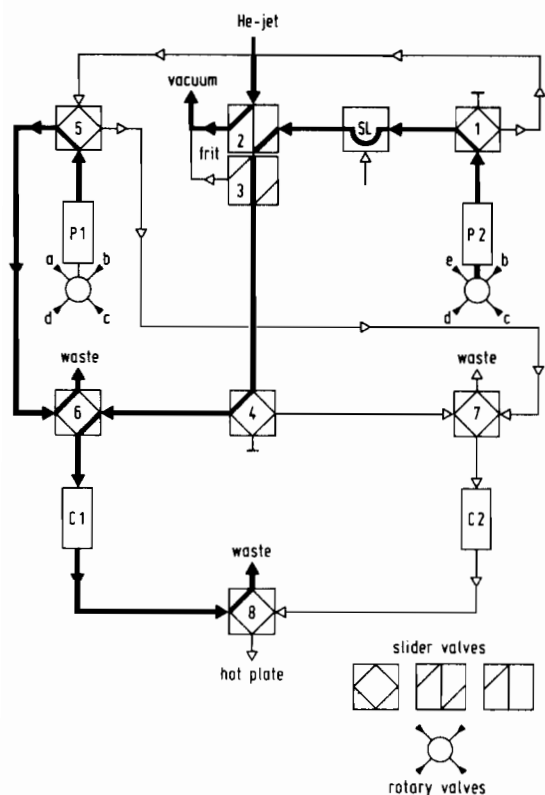 He-jet
vacuum
5
2
SL
1
frit
3
P1
P2
a
b
e
b
d
c
d
c
waste
waste
6
4
7
C1
C2
waste
8
hot plate
slider valves
rotary valves